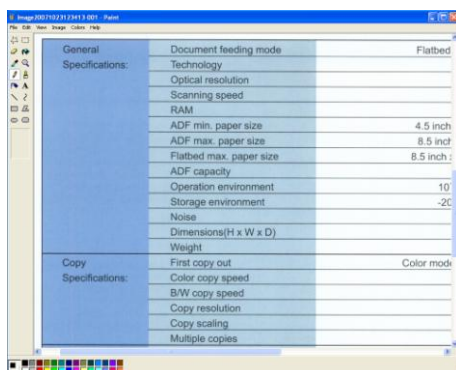 Image20071023123413-001 - Paint
File Edit View Image Colors Help
General Document feeding mode Flatbed
Specifications: Technology
Optical resolution
Scanning speed
RAM
ADF min. paper size 4.5 inch
ADF max. paper size 8.5 inch
Flatbed max. paper size 8.5 inch
ADF capacity
Operation environment 10
Storage environment -20
Noise
Dimensions(H x W x D)
Weight
Copy First copy out Color mode
Specifications: Color copy speed
B/W copy speed
Copy resolution
Copy scaling
Multiple copies